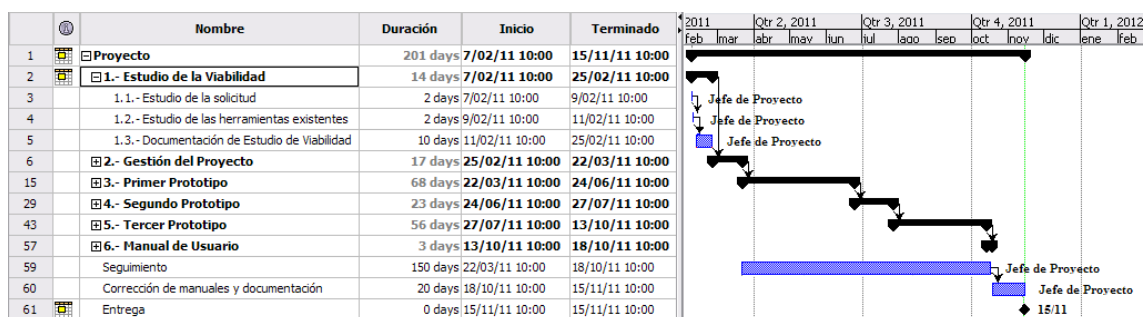 Nombre Duración Inicio Terminado 2011 Qtr 2, 2011 Qtr 3, 2011 Qtr 4, 2011 Qtr 1, 2012
feb mar abr may jun jul ago sep oct nov dic ene feb
1 Proyecto 201 days 7/02/11 10:00 15/11/11 10:00
2 1.- Estudio de la Viabilidad 14 days 7/02/11 10:00 25/02/11 10:00
3 1.1.- Estudio de la solicitud 2 days 7/02/11 10:00 9/02/11 10:00 Jefe de Proyecto
4 1.2.- Estudio de las herramientas existentes 2 days 9/02/11 10:00 11/02/11 10:00 Jefe de Proyecto
5 1.3.- Documentación de Estudio de Viabilidad 10 days 11/02/11 10:00 25/02/11 10:00 Jefe de Proyecto
6 2.- Gestión del Proyecto 17 days 25/02/11 10:00 22/03/11 10:00
15 3.- Primer Prototipo 68 days 22/03/11 10:00 24/06/11 10:00
29 4.- Segundo Prototipo 23 days 24/06/11 10:00 27/07/11 10:00
43 5.- Tercer Prototipo 56 days 27/07/11 10:00 13/10/11 10:00
57 6.- Manual de Usuario 3 days 13/10/11 10:00 18/10/11 10:00
59 Seguimiento 150 days 22/03/11 10:00 18/10/11 10:00 Jefe de Proyecto
60 Corrección de manuales y documentación 20 days 18/10/11 10:00 15/11/11 10:00 Jefe de Proyecto
61 Entrega 0 days 15/11/11 10:00 15/11/11 10:00 15/11